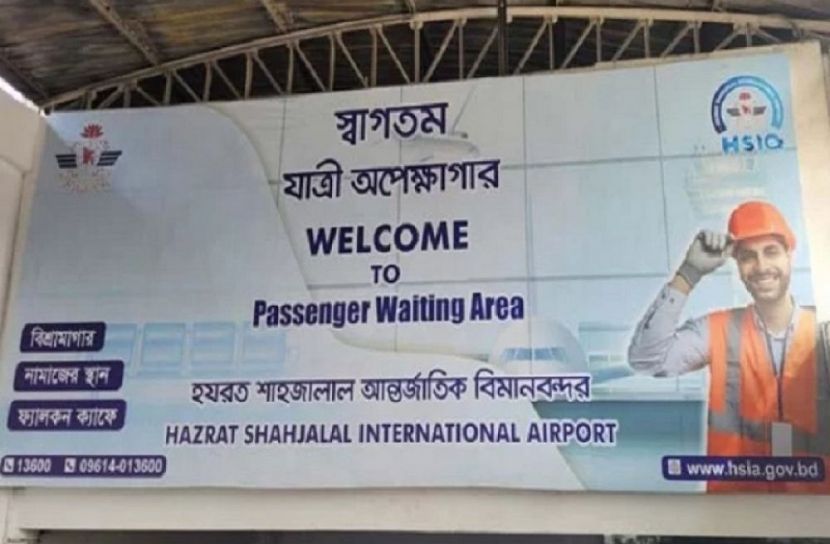 HSIA
স্বাগতম
যাত্রী অপেক্ষাগার
WELCOME
TO
Passenger Waiting Area
বিশ্রামাগার
নামাজের স্থান
ফ্যালকন ক্যাফে
হযরত শাহজালাল আন্তর্জাতিক বিমানবন্দর
HAZRAT SHAHJALAL INTERNATIONAL AIRPORT
13600 09614-013600
www.hsia.gov.bd